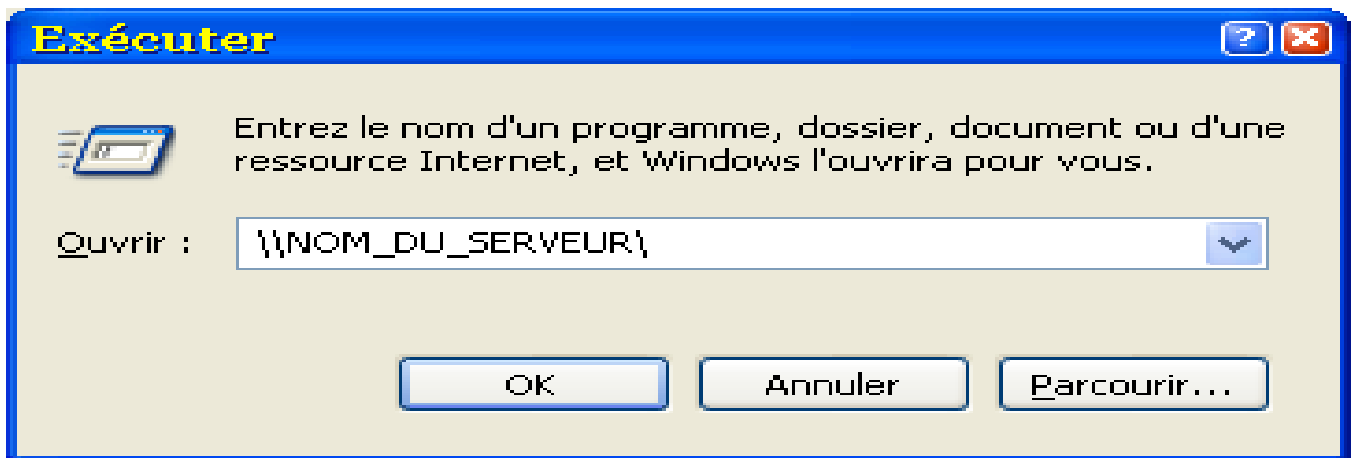 Exécuter
Entrez le nom d'un programme, dossier, document ou d'une
ressource Internet, et Windows l'ouvrira pour vous.
Ouvrir : \\NOM_DU_SERVEUR\
OK Annuler Parcourir...